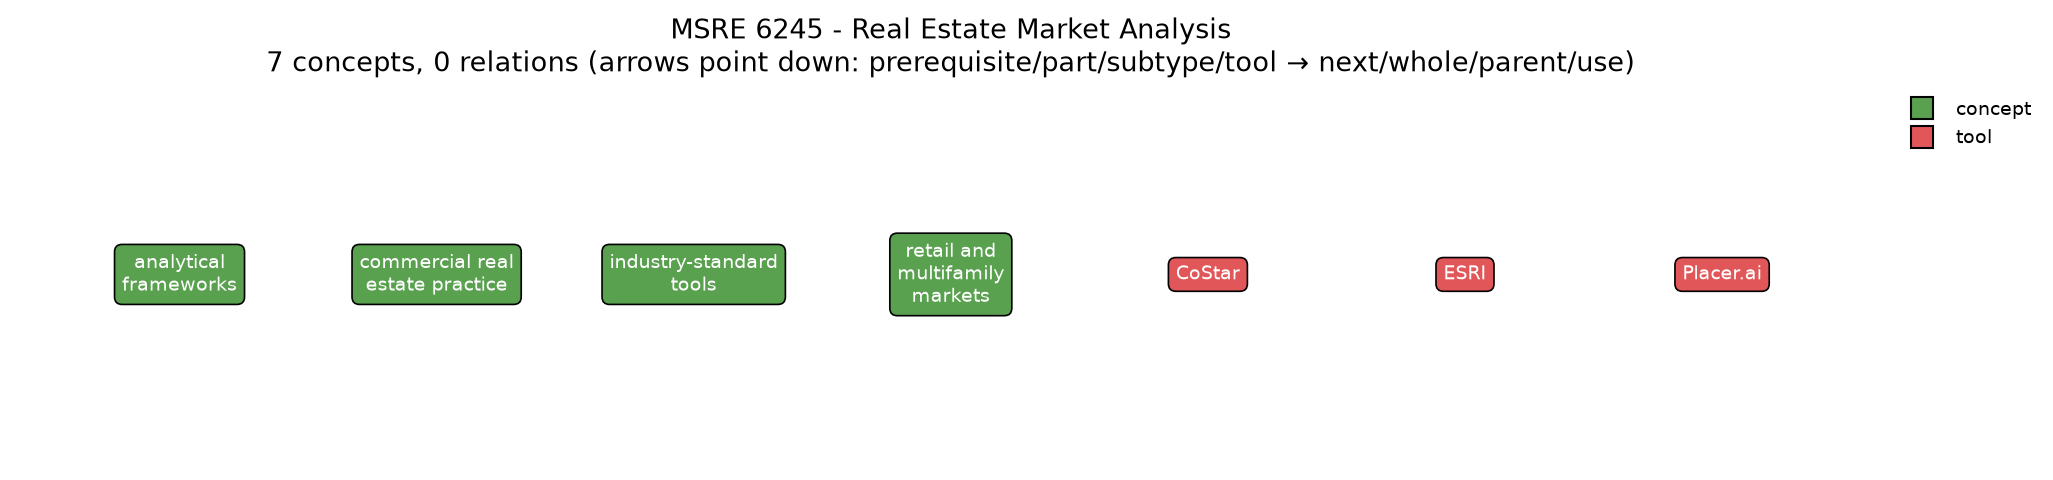 MSRE 6245 - Real Estate Market Analysis
7 concepts, 0 relations (arrows point down: prerequisite/part/subtype/tool → next/whole/parent/use)
concept
tool
analytical
frameworks
commercial real
estate practice
industry-standard
tools
retail and
multifamily
markets
CoStar
ESRI
Placer.ai